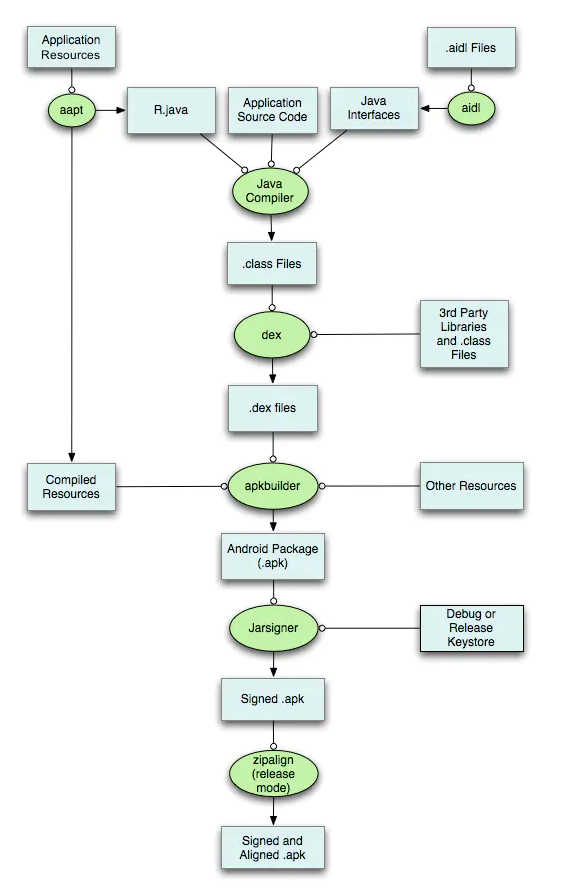 Application
Resources
.aidl Files
aapt
R.java
Application
Source Code
Java
Interfaces
aidl
Java
Compiler
.class Files
dex
3rd Party
Libraries
and .class
Files
.dex files
Compiled
Resources
apkbuilder
Other Resources
Android Package
(.apk)
Jarsigner
Debug or
Release
Keystore
Signed .apk
zipalign
(release
mode)
Signed and
Aligned .apk